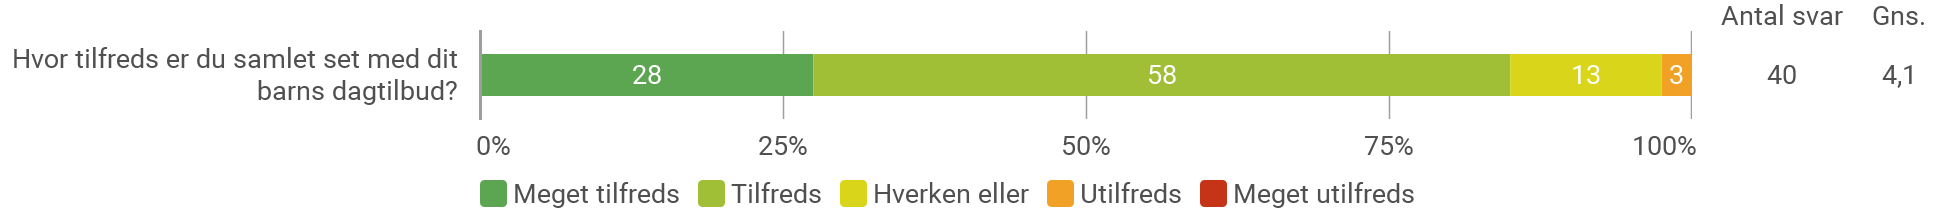 Antal svar Gns.
Hvor tilfreds er du samlet set med dit
barns dagtilbud?
28 58 13 3 40 4,1
0% 25% 50% 75% 100%
Meget tilfreds Tilfreds Hverken eller Utilfreds Meget utilfreds